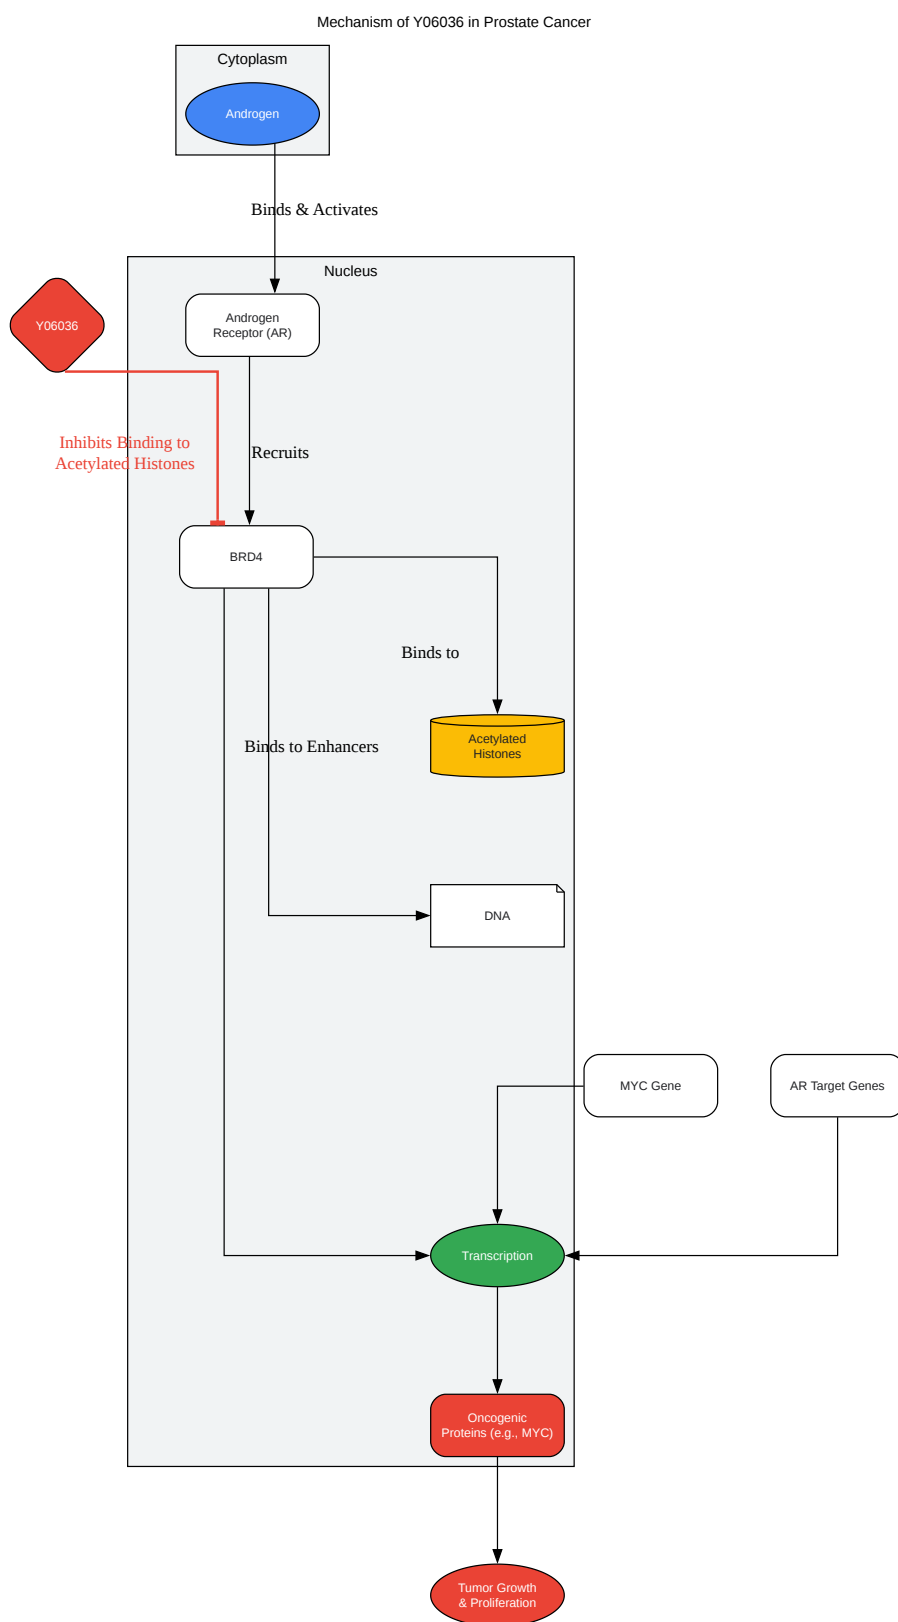 Mechanism of Y06036 in Prostate Cancer
Cytoplasm
Androgen
Binds & Activates
Nucleus
Androgen
Receptor (AR)
Y06036
Inhibits Binding to
Acetylated Histones
Recruits
BRD4
Binds to
Acetylated
Histones
Binds to Enhancers
DNA
MYC Gene
AR Target Genes
Transcription
Oncogenic
Proteins (e.g., MYC)
Tumor Growth
& Proliferation